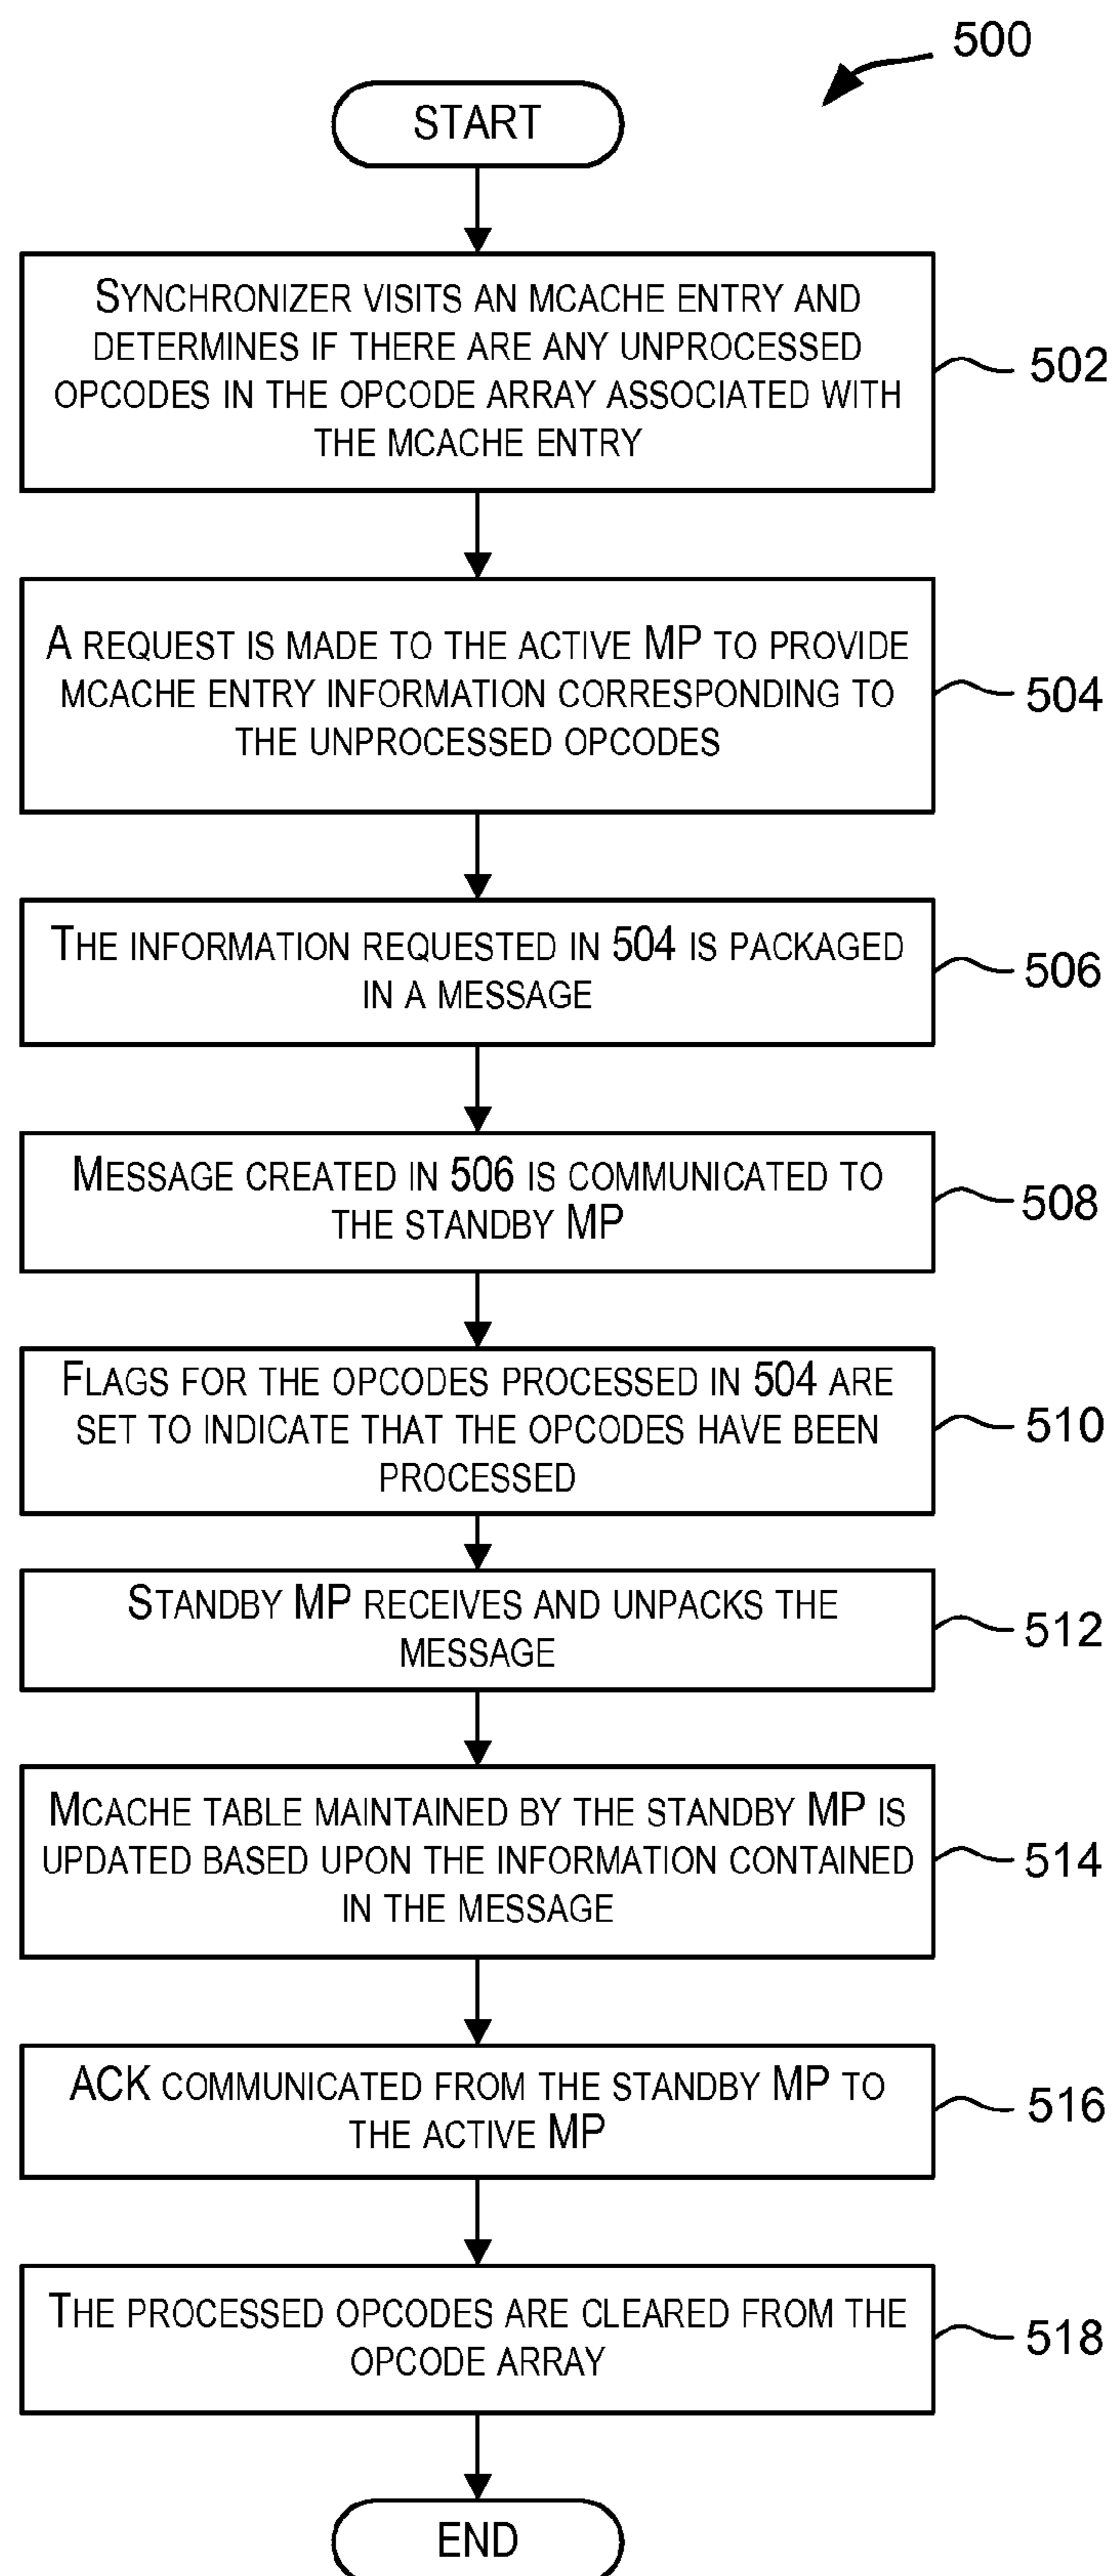 500
START
SYNCHRONIZER VISITS AN MCACHE ENTRY AND
DETERMINES IF THERE ARE ANY UNPROCESSED
OPCODES IN THE OPCODE ARRAY ASSOCIATED WITH
THE MCACHE ENTRY
502
A REQUEST IS MADE TO THE ACTIVE MP TO PROVIDE
MCACHE ENTRY INFORMATION CORRESPONDING TO
THE UNPROCESSED OPCODES
504
THE INFORMATION REQUESTED IN 504 IS PACKAGED
IN A MESSAGE
506
MESSAGE CREATED IN 506 IS COMMUNICATED TO
THE STANDBY MP
508
FLAGS FOR THE OPCODES PROCESSED IN 504 ARE
SET TO INDICATE THAT THE OPCODES HAVE BEEN
PROCESSED
510
STANDBY MP RECEIVES AND UNPACKS THE
MESSAGE
512
MCACHE TABLE MAINTAINED BY THE STANDBY MP IS
UPDATED BASED UPON THE INFORMATION CONTAINED
IN THE MESSAGE
514
ACK COMMUNICATED FROM THE STANDBY MP TO
THE ACTIVE MP
516
THE PROCESSED OPCODES ARE CLEARED FROM THE
OPCODE ARRAY
518
END